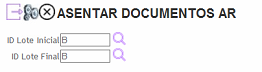 ASENTAR DOCUMENTOS AR
ID Lote Inicial B
ID Lote Final B